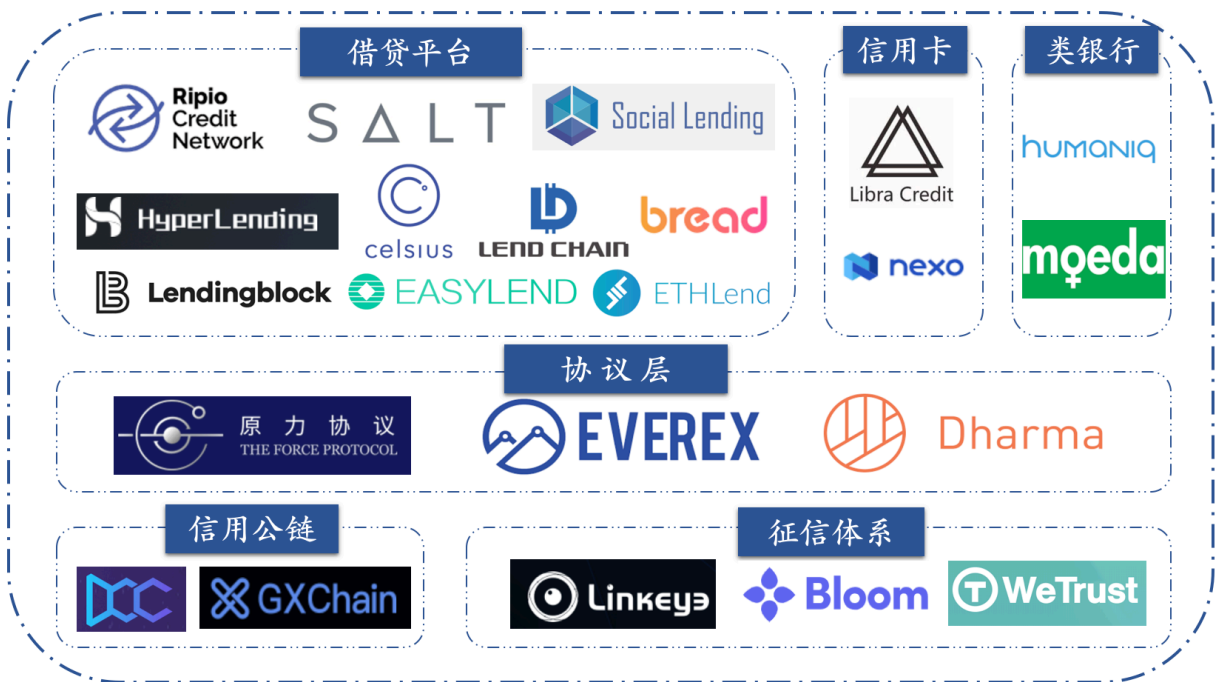 借贷平台
Ripio
Credit
Network
SALT
Social Lending
HyperLending
celsius
LEND CHAIN
bread
Lendingblock
EASYLEND
ETHLend
信用卡
Libra Credit
nexo
类银行
humaniq
moeda
协议层
原力协议
THE FORCE PROTOCOL
EVEREX
Dharma
信用公链
DCC
GXChain
征信体系
Linkeye
Bloom
WeTrust